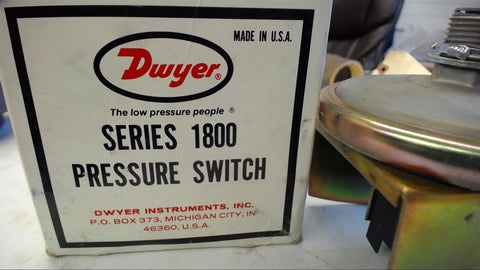 MADE IN U.S.A.
Dwyer®
The low pressure people ®
SERIES 1800
PRESSURE SWITCH
DWYER INSTRUMENTS, INC.
P.O. BOX 373, MICHIGAN CITY, IN
46360, U.S.A.